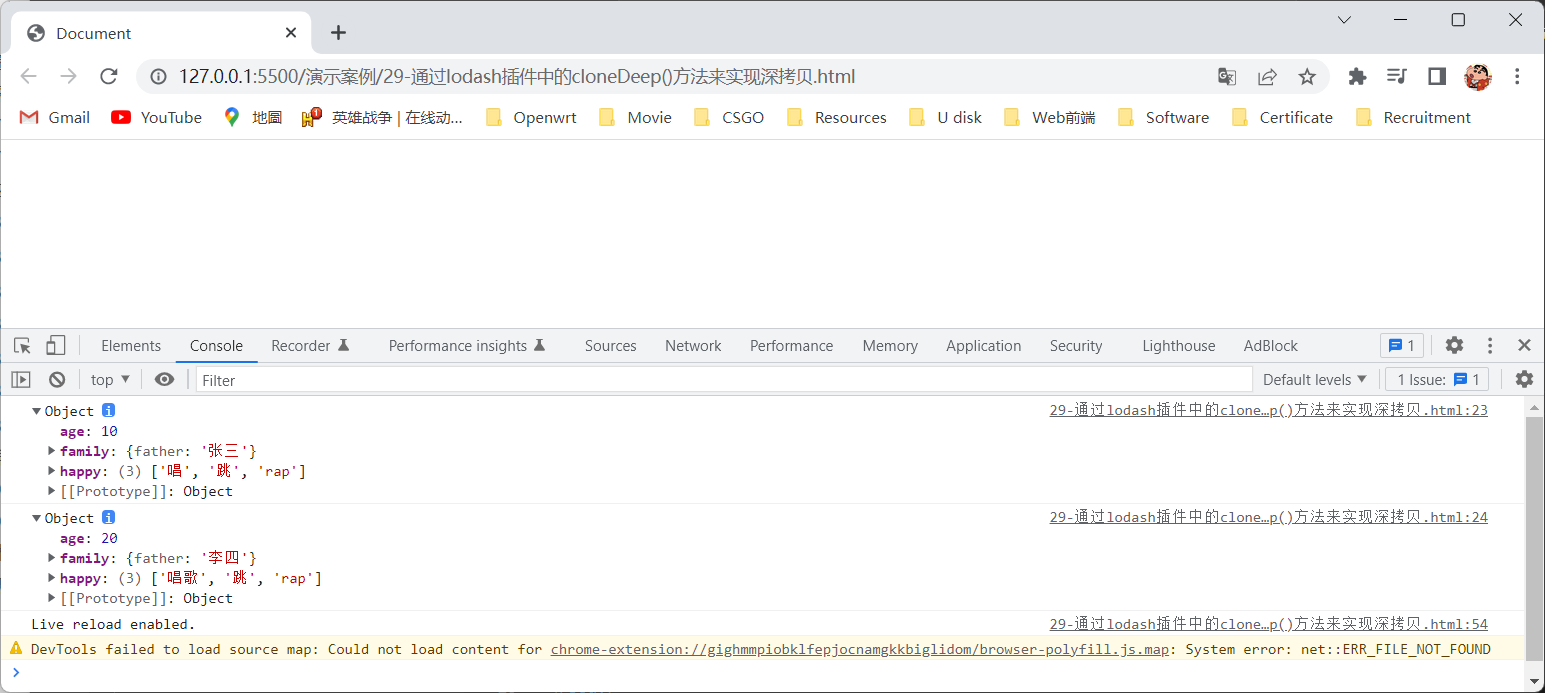 Document
127.0.0.1:5500/演示案例/29-通过lodash插件中的cloneDeep()方法来实现深拷贝.html
Gmail YouTube 地圖 英雄战争 | 在线动... Openwrt Movie CSGO Resources U disk Web前端 Software Certificate Recruitment
Elements Console Recorder Performance insights Sources Network Performance Memory Application Security Lighthouse AdBlock 1
top Filter Default levels 1 Issue: 1
Object 29-通过lodash插件中的clone…p()方法来实现深拷贝.html:23
age: 10
family: {father: '张三'}
happy: (3) ['唱', '跳', 'rap']
[[Prototype]]: Object
Object 29-通过lodash插件中的clone…p()方法来实现深拷贝.html:24
age: 20
family: {father: '李四'}
happy: (3) ['唱歌', '跳', 'rap']
[[Prototype]]: Object
Live reload enabled. 29-通过lodash插件中的clone…p()方法来实现深拷贝.html:54
DevTools failed to load source map: Could not load content for chrome-extension://gighmmpiobklfepjocnamgkkbiglidom/browser-polyfill.js.map: System error: net::ERR_FILE_NOT_FOUND